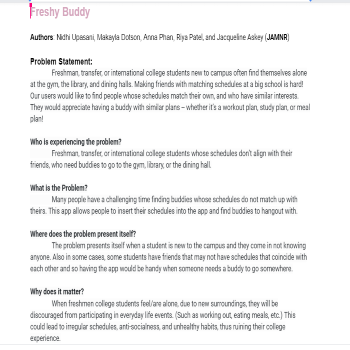 Freshy Buddy
Authors: Nidhi Upasani, Makayla Dotson, Anna Phan, Riya Patel, and Jacqueline Askey (JAMNR)
Problem Statement:
Freshman, transfer, or international college students new to campus often find themselves alone
at the gym, the library, and dining halls. Making friends with matching schedules at a big school is hard!
Our users would like to find people whose schedules match their own, and who have similar interests.
They would appreciate having a buddy with similar plans – whether it's a workout plan, study plan, or meal
plan!
Who is experiencing the problem?
Freshman, transfer, or international college students whose schedules don't align with their
friends, who need buddies to go to the gym, library, or the dining hall.
What is the Problem?
Many people have a challenging time finding buddies whose schedules do not match up with
theirs. This app allows people to insert their schedules into the app and find buddies to hangout with.
Where does the problem present itself?
The problem presents itself when a student is new to the campus and they come in not knowing
anyone. Also in some cases, some students have friends that may not have schedules that coincide with
each other and so having the app would be handy when someone needs a buddy to go somewhere.
Why does it matter?
When freshmen college students feel/are alone, due to new surroundings, they will be
discouraged from participating in everyday life events. (Such as working out, eating meals, etc.) This
could lead to irregular schedules, anti-socialness, and unhealthy habits, thus ruining their college
experience.